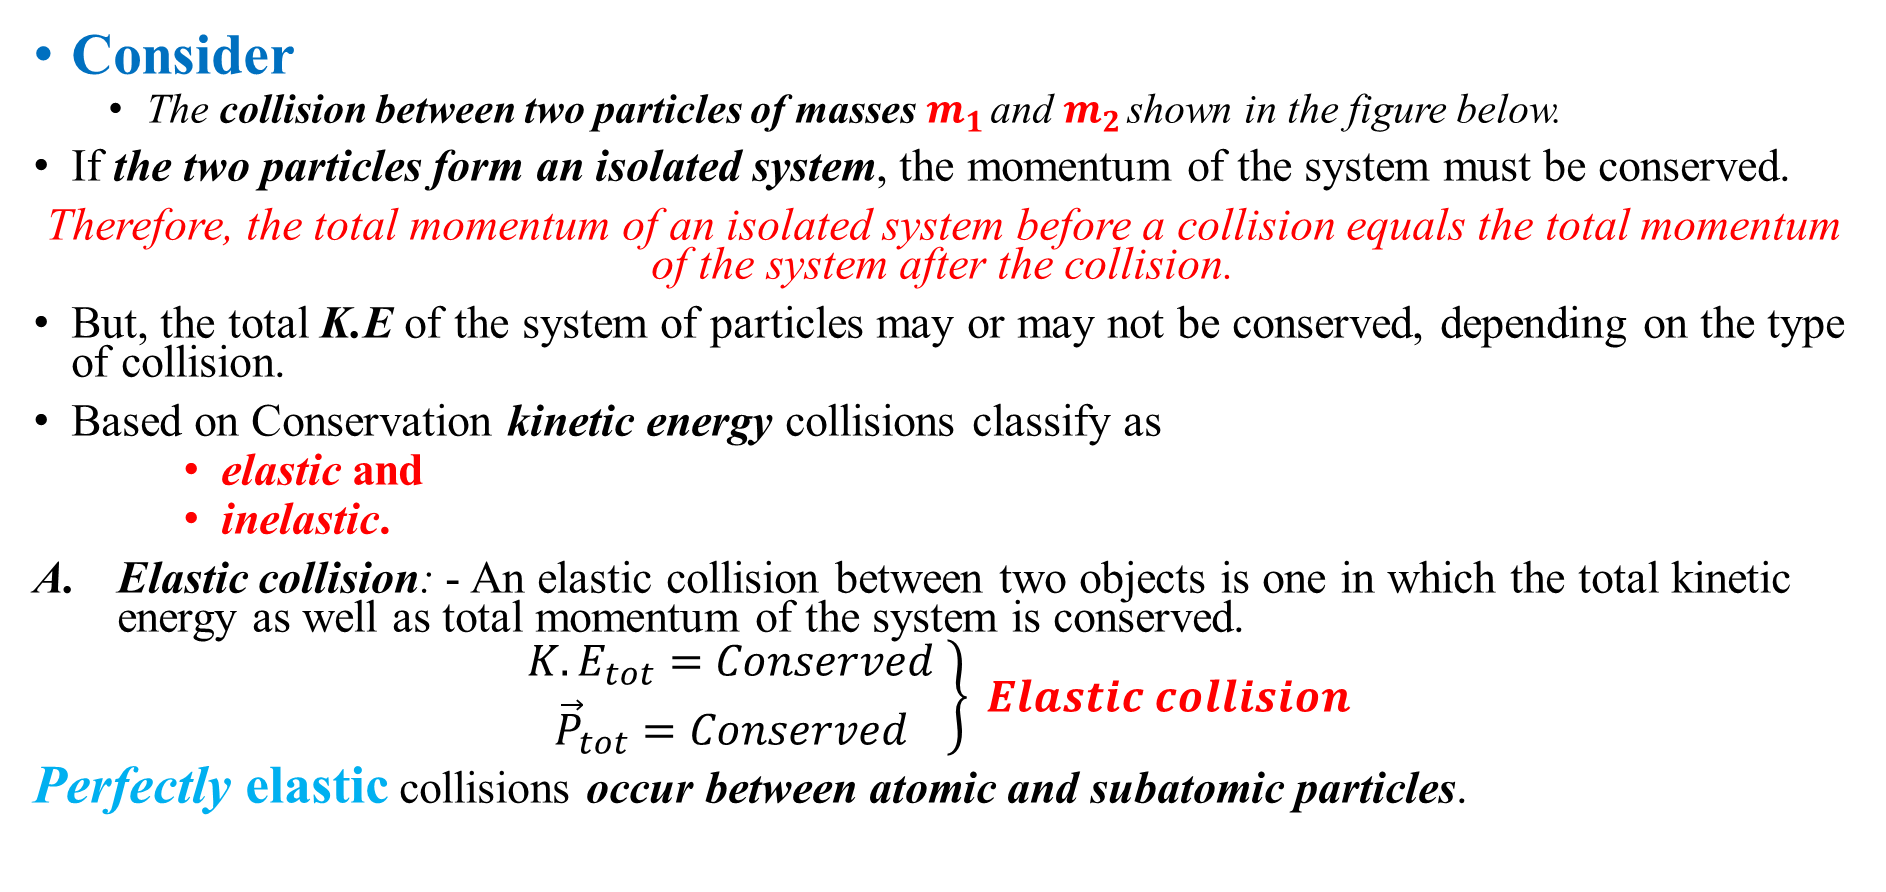 • Consider
• The collision between two particles of masses m₁ and m₂ shown in the figure below.
• If the two particles form an isolated system, the momentum of the system must be conserved.
Therefore, the total momentum of an isolated system before a collision equals the total momentum
of the system after the collision.
• But, the total K.E of the system of particles may or may not be conserved, depending on the type
of collision.
• Based on Conservation kinetic energy collisions classify as
• elastic and
• inelastic.
A. Elastic collision: - An elastic collision between two objects is one in which the total kinetic
energy as well as total momentum of the system is conserved.
K.E_tot = Conserved
P⃗_tot = Conserved } Elastic collision
Perfectly elastic collisions occur between atomic and subatomic particles.